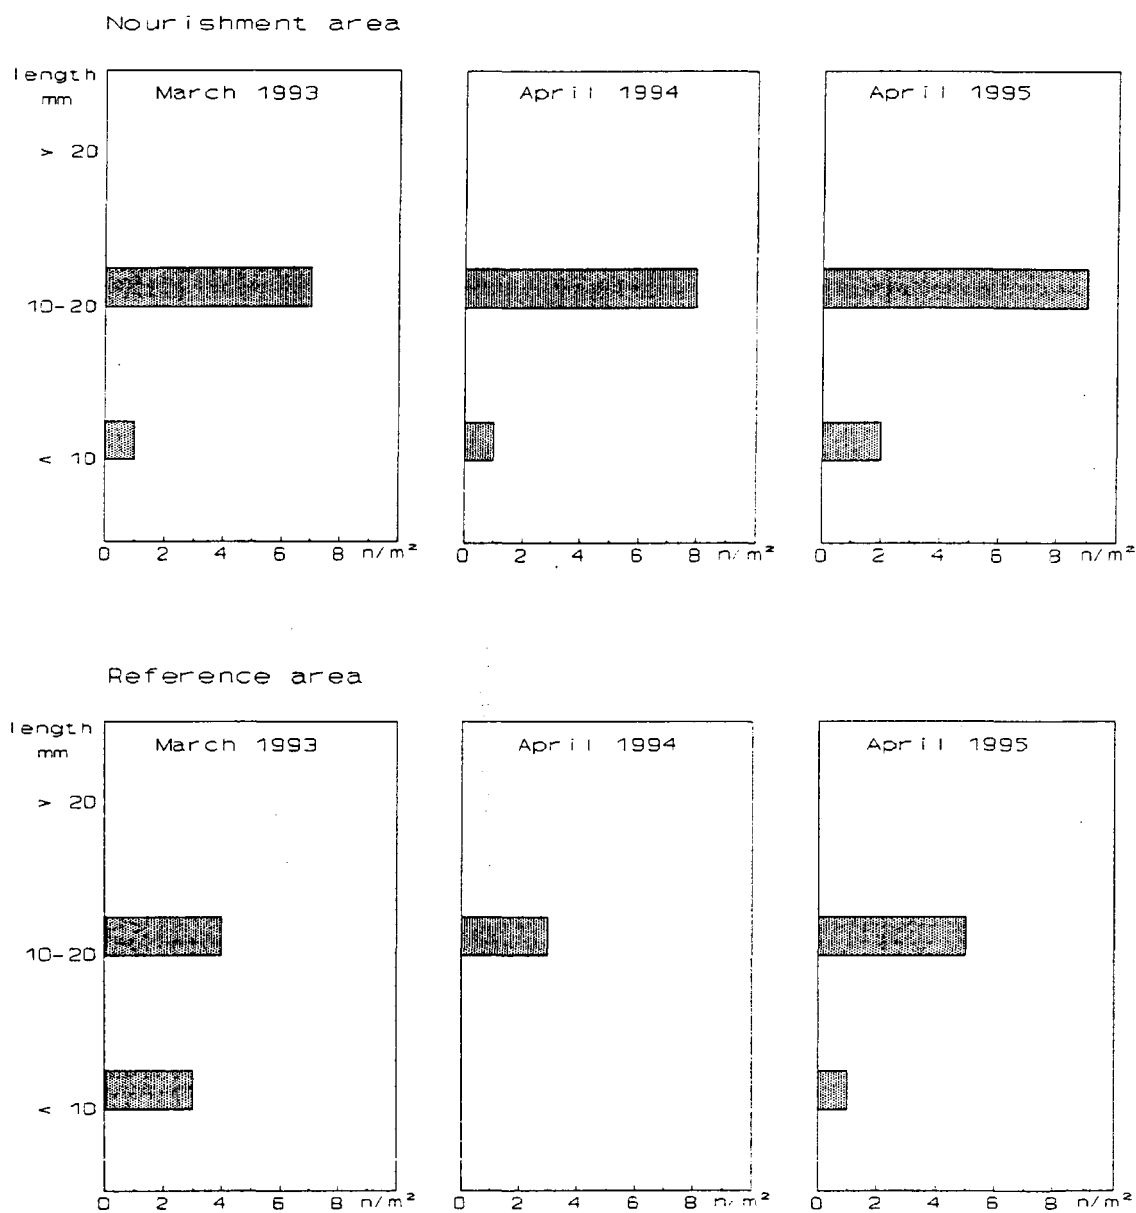 Nourishment area
length
mm
March 1993
April 1994
April 1995
> 20
10-20
< 10
0 2 4 6 8 n/m²
0 2 4 6 8 n/m²
0 2 4 6 8 n/m²
Reference area
length
mm
March 1993
April 1994
April 1995
> 20
10-20
< 10
0 2 4 6 8 n/m²
0 2 4 6 8 n/m²
0 2 4 6 8 n/m²